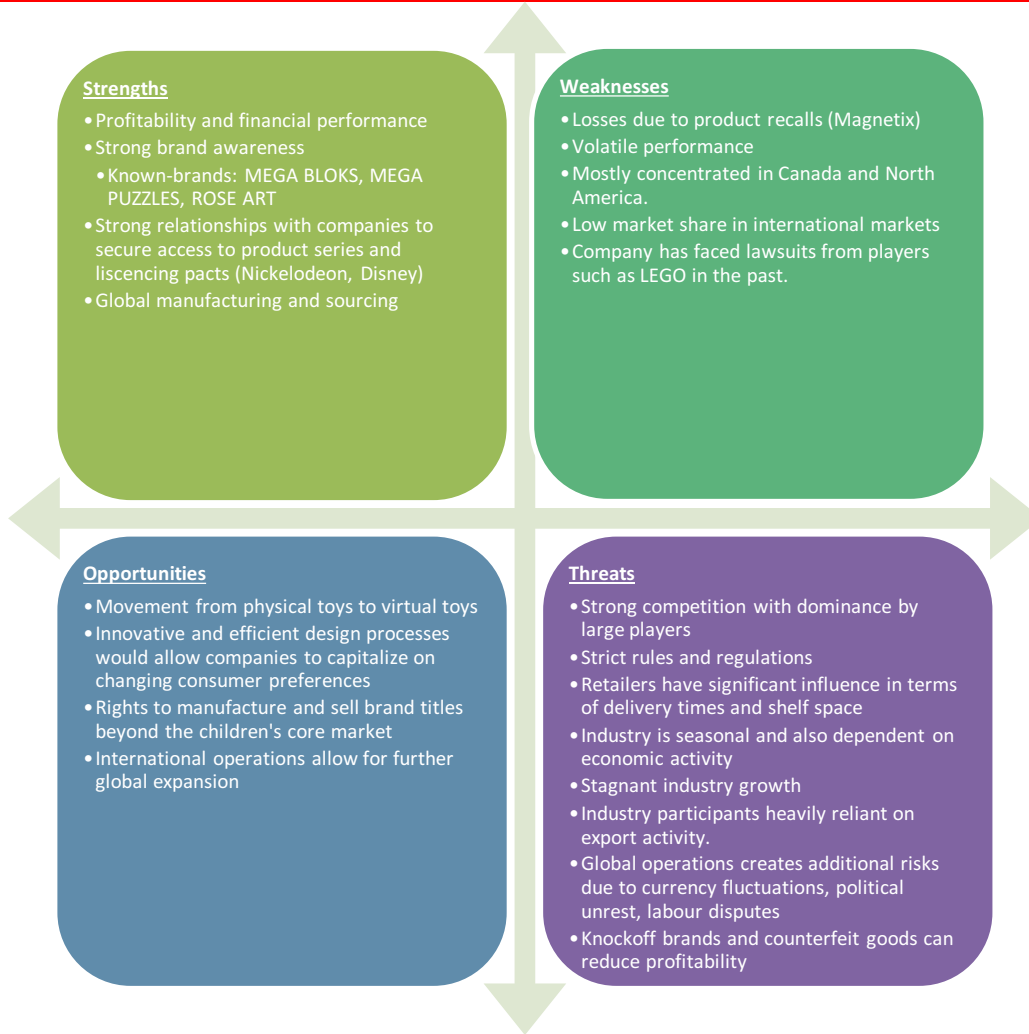 Strengths
•Profitability and financial performance
•Strong brand awareness
•Known-brands: MEGA BLOKS, MEGA
PUZZLES, ROSE ART
•Strong relationships with companies to
secure access to product series and
liscencing pacts (Nickelodeon, Disney)
•Global manufacturing and sourcing
Weaknesses
•Losses due to product recalls (Magnetix)
•Volatile performance
•Mostly concentrated in Canada and North
America.
•Low market share in international markets
•Company has faced lawsuits from players
such as LEGO in the past.
Opportunities
•Movement from physical toys to virtual toys
•Innovative and efficient design processes
would allow companies to capitalize on
changing consumer preferences
•Rights to manufacture and sell brand titles
beyond the children's core market
•International operations allow for further
global expansion
Threats
•Strong competition with dominance by
large players
•Strict rules and regulations
•Retailers have significant influence in terms
of delivery times and shelf space
•Industry is seasonal and also dependent on
economic activity
•Stagnant industry growth
•Industry participants heavily reliant on
export activity.
•Global operations creates additional risks
due to currency fluctuations, political
unrest, labour disputes
•Knockoff brands and counterfeit goods can
reduce profitability